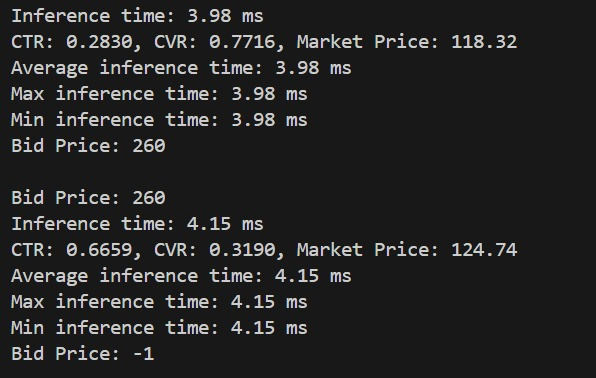 Inference time: 3.98 ms
CTR: 0.2830, CVR: 0.7716, Market Price: 118.32
Average inference time: 3.98 ms
Max inference time: 3.98 ms
Min inference time: 3.98 ms
Bid Price: 260
Bid Price: 260
Inference time: 4.15 ms
CTR: 0.6659, CVR: 0.3190, Market Price: 124.74
Average inference time: 4.15 ms
Max inference time: 4.15 ms
Min inference time: 4.15 ms
Bid Price: -1